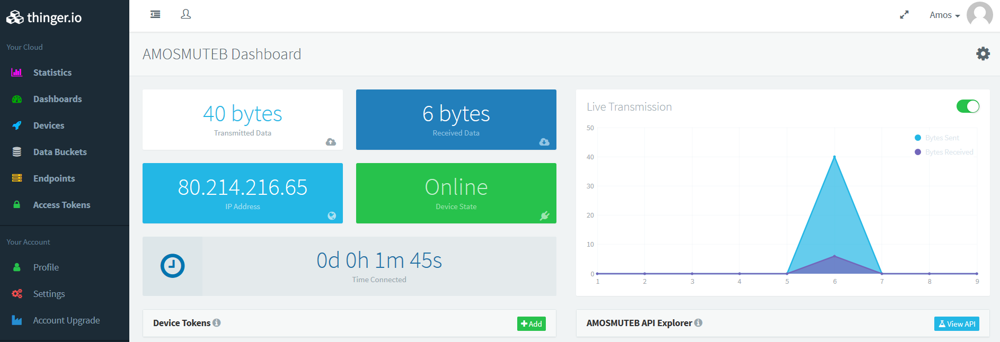 thinger.io
Your Cloud
Statistics
Dashboards
Devices
Data Buckets
Endpoints
Access Tokens
Your Account
Profile
Settings
Account Upgrade
Amos
AMOSMUTEB Dashboard
40 bytes
Transmitted Data
6 bytes
Received Data
80.214.216.65
IP Address
Online
Device State
0d 0h 1m 45s
Time Connected
Live Transmission
Bytes Sent
Bytes Received
50
40
30
20
10
0
1 2 3 4 5 6 7 8 9
Device Tokens
Add
AMOSMUTEB API Explorer
View API